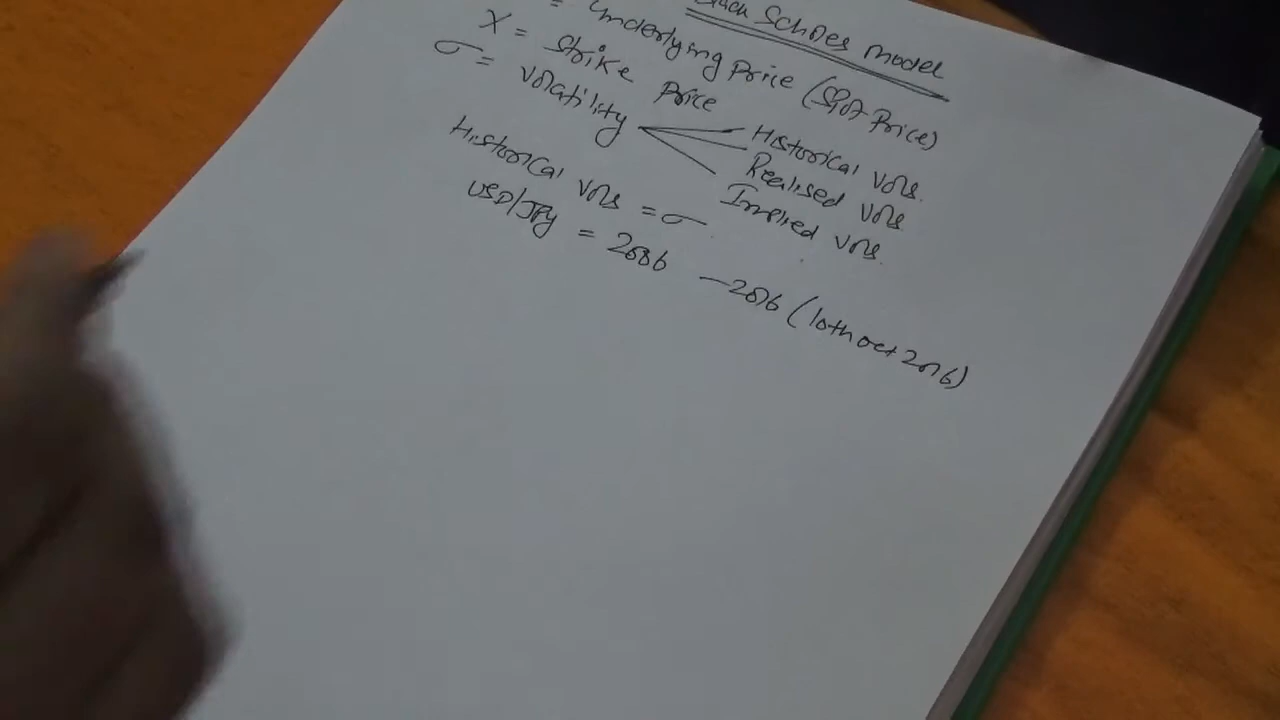 Scholes Model
= Underlying Price (Spot Price)
X = Strike Price
σ = Volatility
Historical Vols.
Realised Vols
Implied Vols.
Historical Vols = σ
USD/JPY = 2006 – 2016 (10th Oct 2016)